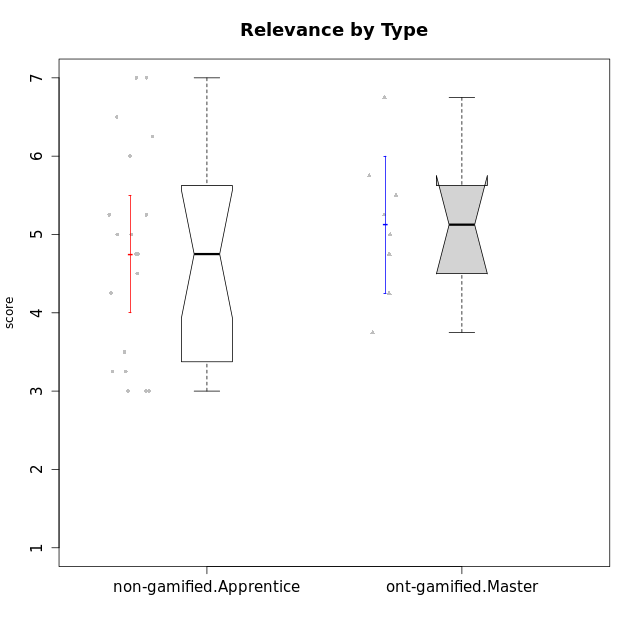 Relevance by Type
7
6
5
4
3
2
1
score
non-gamified.Apprentice
ont-gamified.Master